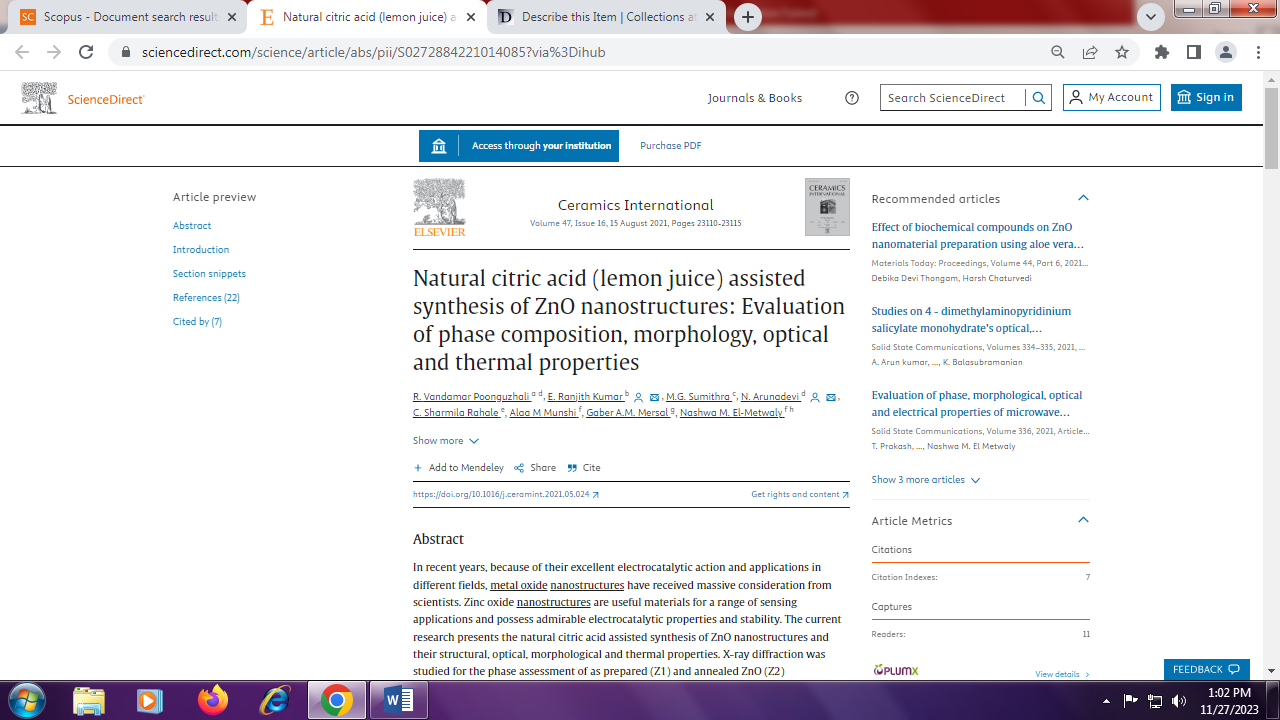 Scopus - Document search result
Natural citric acid (lemon juice) a
Describe this Item | Collections at
sciencedirect.com/science/article/abs/pii/S0272884221014085?via%3Dihub
ScienceDirect
Journals & Books
Search ScienceDirect
My Account
Sign in
Access through your institution
Purchase PDF
Article preview
Abstract
Introduction
Section snippets
References (22)
Cited by (7)
ELSEVIER
Ceramics International
Volume 47, Issue 16, 15 August 2021, Pages 23110-23115
CERAMICS
INTERNATIONAL
Natural citric acid (lemon juice) assisted
synthesis of ZnO nanostructures: Evaluation
of phase composition, morphology, optical
and thermal properties
R. Vandamar Poonguzhali a d, E. Ranjith Kumar b, M.G. Sumithra c, N. Arunadevi d,
C. Sharmila Rahale e, Alaa M Munshi f, Gaber A.M. Mersal g, Nashwa M. El-Metwaly f h
Show more
Add to Mendeley Share Cite
https://doi.org/10.1016/j.ceramint.2021.05.024
Get rights and content
Abstract
In recent years, because of their excellent electrocatalytic action and applications in
different fields, metal oxide nanostructures have received massive consideration from
scientists. Zinc oxide nanostructures are useful materials for a range of sensing
applications and possess admirable electrocatalytic properties and stability. The current
research presents the natural citric acid assisted synthesis of ZnO nanostructures and
their structural, optical, morphological and thermal properties. X-ray diffraction was
studied for the phase assessment of as prepared (Z1) and annealed ZnO (Z2)
Recommended articles
Effect of biochemical compounds on ZnO
nanomaterial preparation using aloe vera…
Materials Today: Proceedings, Volume 44, Part 6, 2021…
Debika Devi Thongam, Harsh Chaturvedi
Studies on 4 - dimethylaminopyridinium
salicylate monohydrate's optical,…
Solid State Communications, Volumes 334–335, 2021, …
A. Arun kumar, …, K. Balasubramanian
Evaluation of phase, morphological, optical
and electrical properties of microwave…
Solid State Communications, Volume 336, 2021, Article…
T. Prakash, …, Nashwa M. El Metwaly
Show 3 more articles
Article Metrics
Citations
Citation Indexes: 7
Captures
Readers: 11
PLUMX
View details
FEEDBACK
1:02 PM
11/27/2023